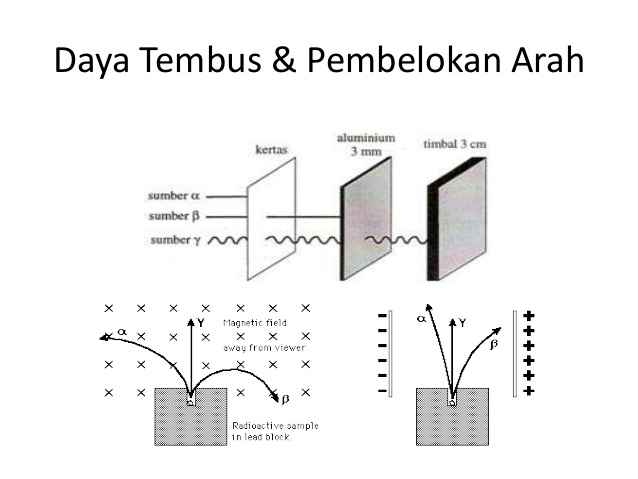 Daya Tembus & Pembelokan Arah
kertas
aluminium
3 mm
timbal 3 cm
sumber α
sumber β
sumber γ
α
γ
Magnetic field
away from viewer
β
Radioactive sample
in lead block.
α
γ
β